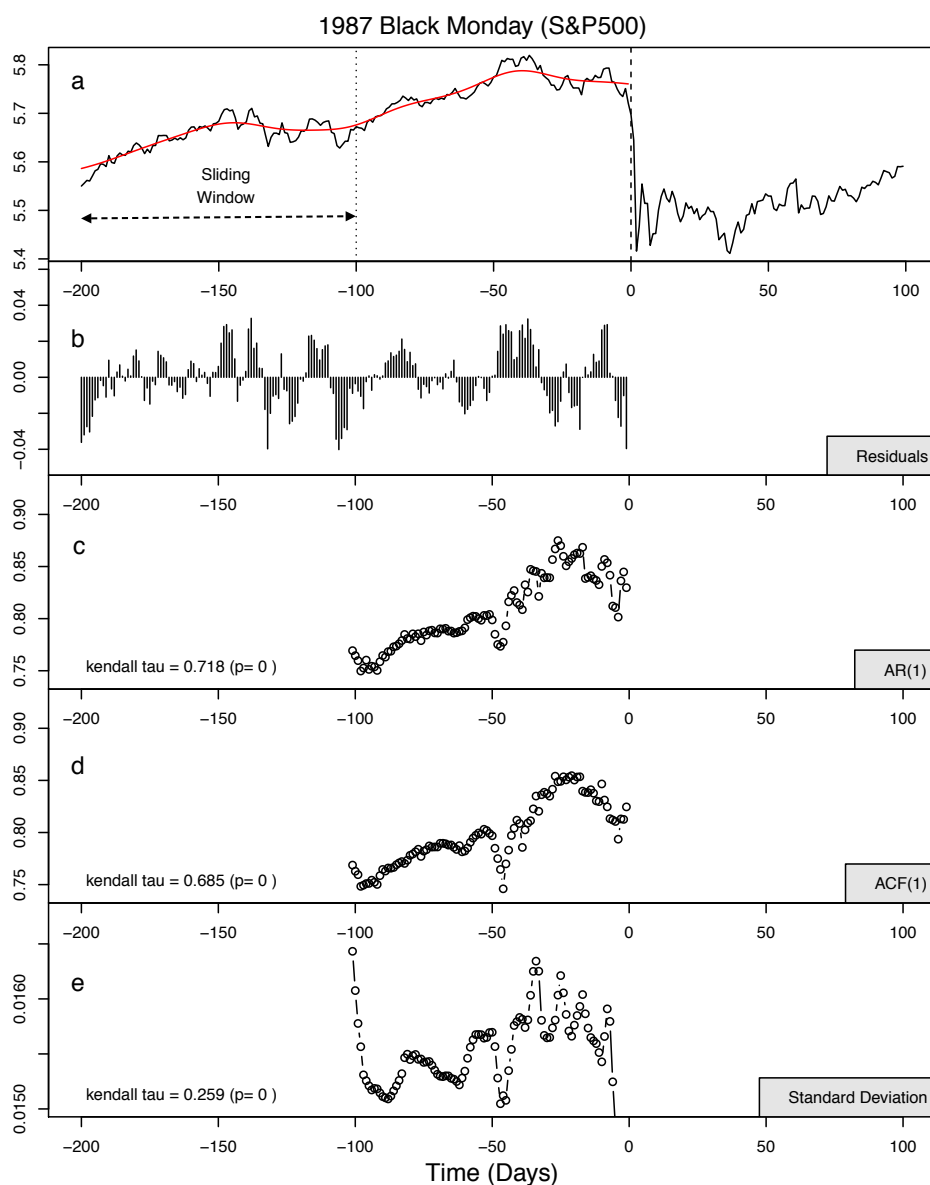 1987 Black Monday (S&P500)
a
5.8
5.7
5.6
5.5
5.4
Sliding
Window
−200 −150 −100 −50 0 50 100
b
0.04
0.00
−0.04
Residuals
−200 −150 −100 −50 0 50 100
c
0.90
0.85
0.80
0.75
kendall tau = 0.718 (p= 0 )
AR(1)
−200 −150 −100 −50 0 50 100
d
0.90
0.85
0.80
0.75
kendall tau = 0.685 (p= 0 )
ACF(1)
−200 −150 −100 −50 0 50 100
e
0.0160
0.0150
kendall tau = 0.259 (p= 0 )
Standard Deviation
−200 −150 −100 −50 0 50 100
Time (Days)